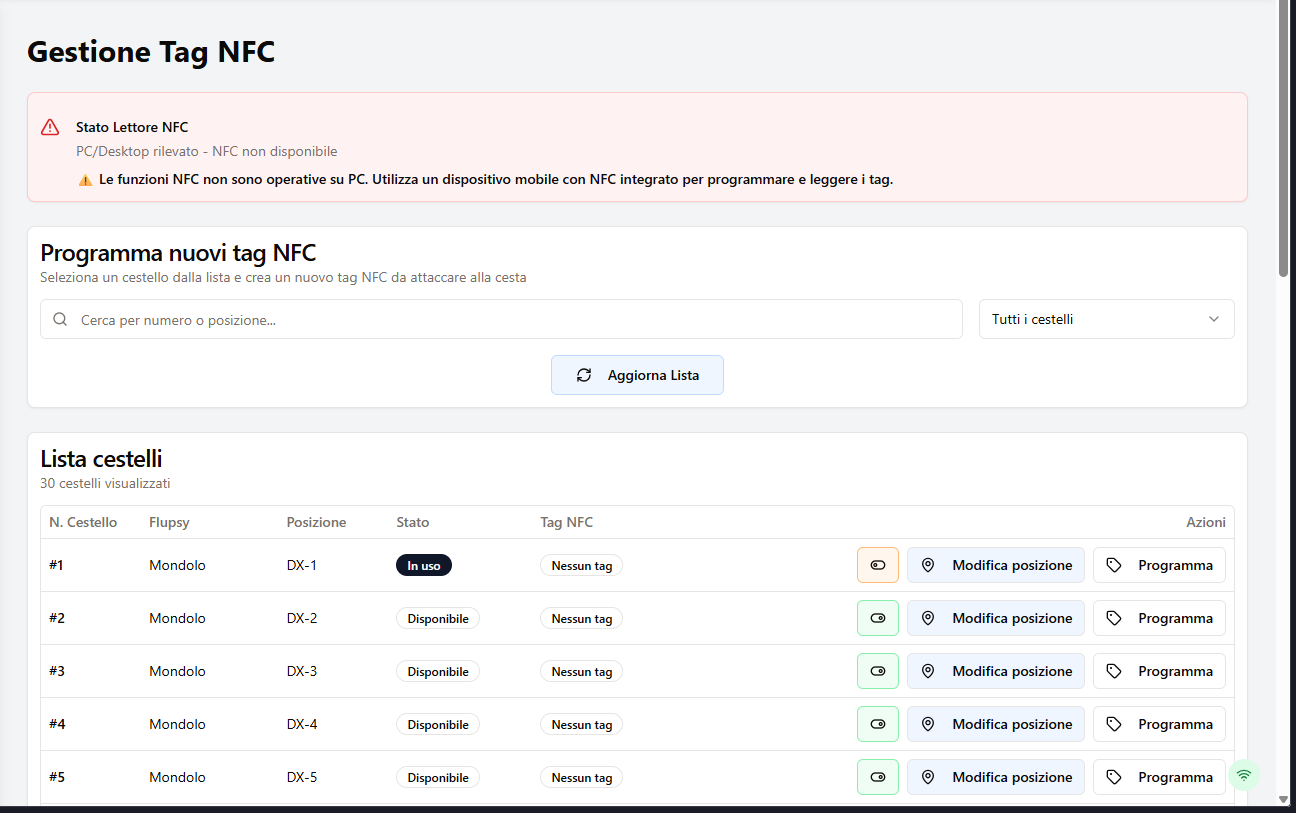 Gestione Tag NFC
Stato Lettore NFC
PC/Desktop rilevato - NFC non disponibile
⚠️ Le funzioni NFC non sono operative su PC. Utilizza un dispositivo mobile con NFC integrato per programmare e leggere i tag.
Programma nuovi tag NFC
Seleziona un cestello dalla lista e crea un nuovo tag NFC da attaccare alla cesta
Cerca per numero o posizione... Tutti i cestelli
Aggiorna Lista
Lista cestelli
30 cestelli visualizzati
N. Cestello Flupsy Posizione Stato Tag NFC Azioni
#1 Mondolo DX-1 In uso Nessun tag Modifica posizione Programma
#2 Mondolo DX-2 Disponibile Nessun tag Modifica posizione Programma
#3 Mondolo DX-3 Disponibile Nessun tag Modifica posizione Programma
#4 Mondolo DX-4 Disponibile Nessun tag Modifica posizione Programma
#5 Mondolo DX-5 Disponibile Nessun tag Modifica posizione Programma